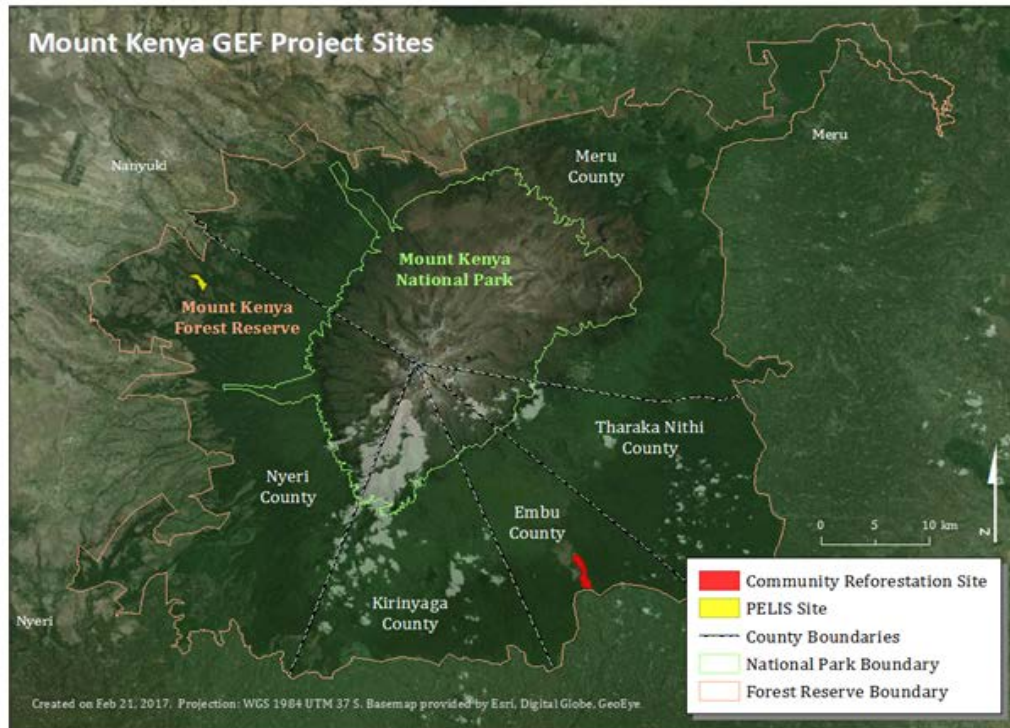 Mount Kenya GEF Project Sites
Meru
Nanyuki
Meru
County
Mount Kenya
National Park
Mount Kenya
Forest Reserve
Tharaka Nithi
County
Nyeri
County
Embu
County
Kirinyaga
County
Nyeri
0 5 10 km
N
Community Reforestation Site
PELIS Site
County Boundaries
National Park Boundary
Forest Reserve Boundary
Created on Feb 21, 2017. Projection: WGS 1984 UTM 37 S. Basemap provided by Esri, Digital Globe, GeoEye